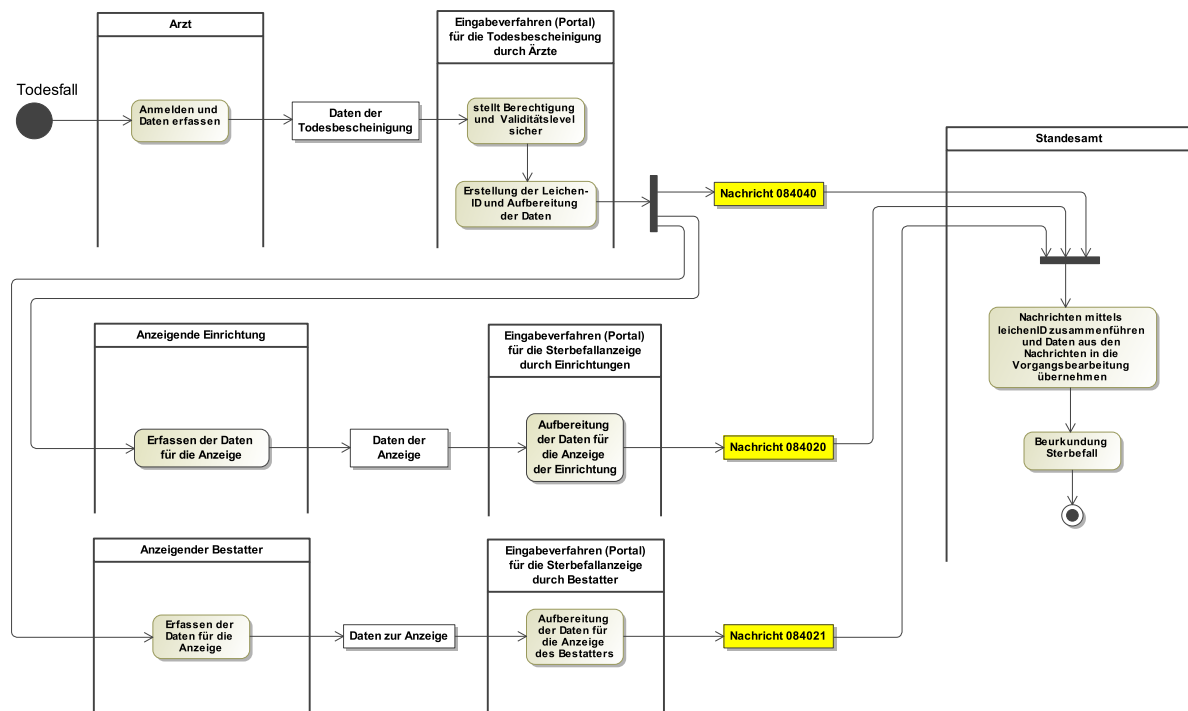 Todesfall
Arzt
Anmelden und
Daten erfassen
Daten der
Todesbescheinigung
Eingabeverfahren (Portal)
für die Todesbescheinigung
durch Ärzte
stellt Berechtigung
und Validitätslevel
sicher
Erstellung der Leichen-
ID und Aufbereitung
der Daten
Nachricht 084040
Standesamt
Nachrichten mittels
leichenID zusammenführen
und Daten aus den
Nachrichten in die
Vorgangsbearbeitung
übernehmen
Beurkundung
Sterbefall
Anzeigende Einrichtung
Erfassen der Daten
für die Anzeige
Daten der
Anzeige
Eingabeverfahren (Portal)
für die Sterbefallanzeige
durch Einrichtungen
Aufbereitung
der Daten für
die Anzeige
der Einrichtung
Nachricht 084020
Anzeigender Bestatter
Erfassen der
Daten für die
Anzeige
Daten zur Anzeige
Eingabeverfahren (Portal)
für die Sterbefallanzeige
durch Bestatter
Aufbereitung
der Daten für
die Anzeige
des Bestatters
Nachricht 084021